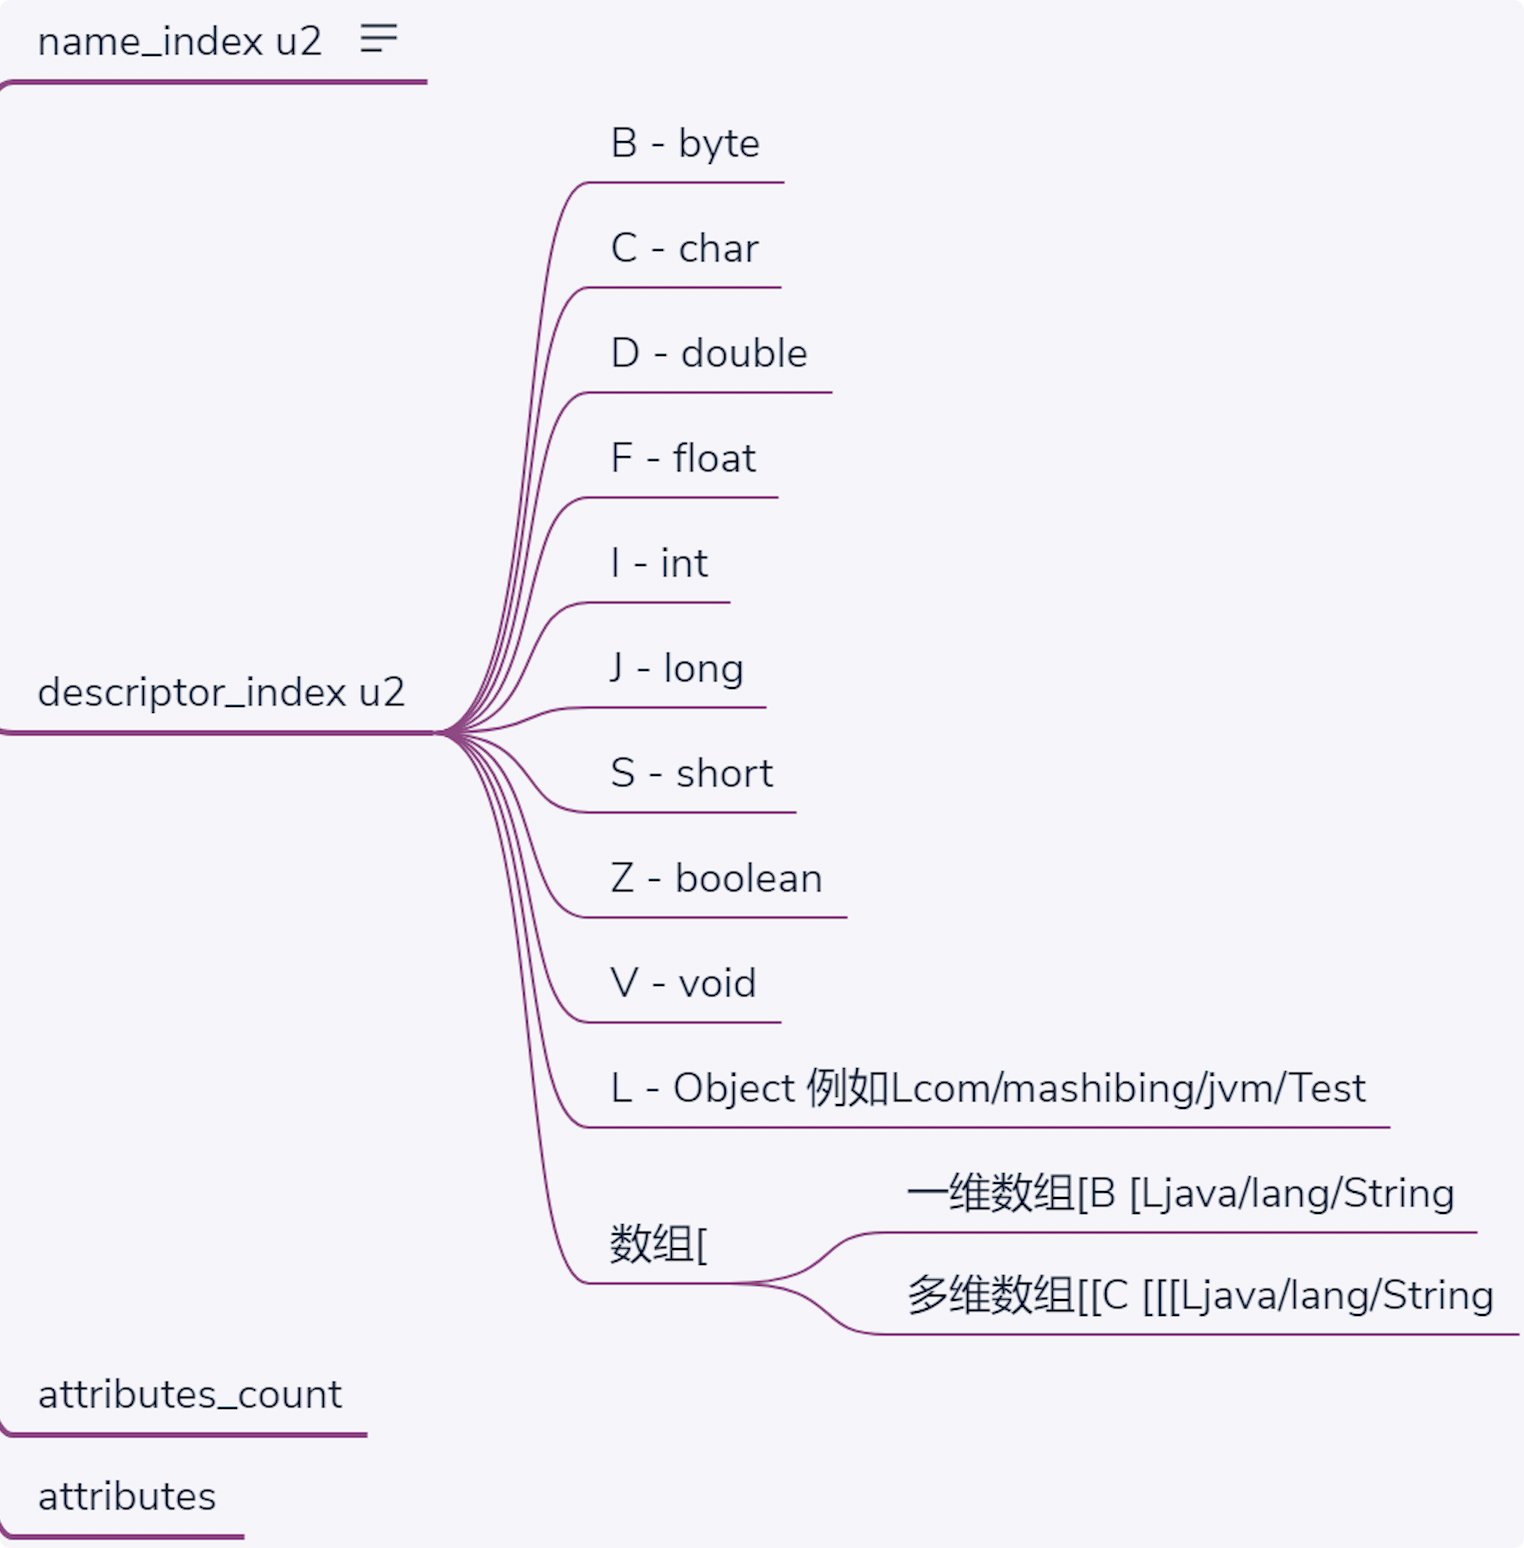 name_index u2
B - byte
C - char
D - double
F - float
I - int
J - long
descriptor_index u2
S - short
Z - boolean
V - void
L - Object 例如Lcom/mashibing/jvm/Test
数组[
一维数组[B [Ljava/lang/String
多维数组[[C [[[Ljava/lang/String
attributes_count
attributes